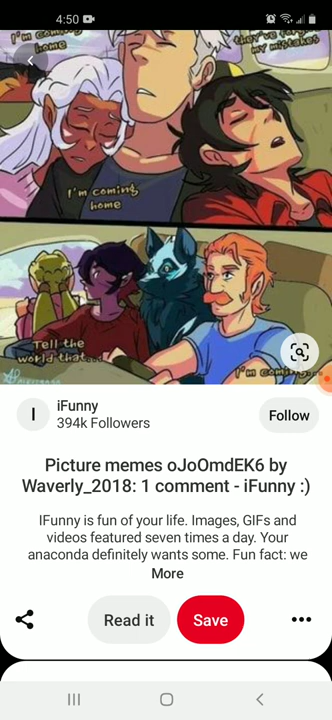 4:50
I'm coming
home
they've forgot
my mistakes
I'm coming
home
Tell the
world that...
I'm coming...
I
iFunny
394k Followers
Follow
Picture memes oJoOmdEK6 by
Waverly_2018: 1 comment - iFunny :)
IFunny is fun of your life. Images, GIFs and
videos featured seven times a day. Your
anaconda definitely wants some. Fun fact: we
More
Read it
Save